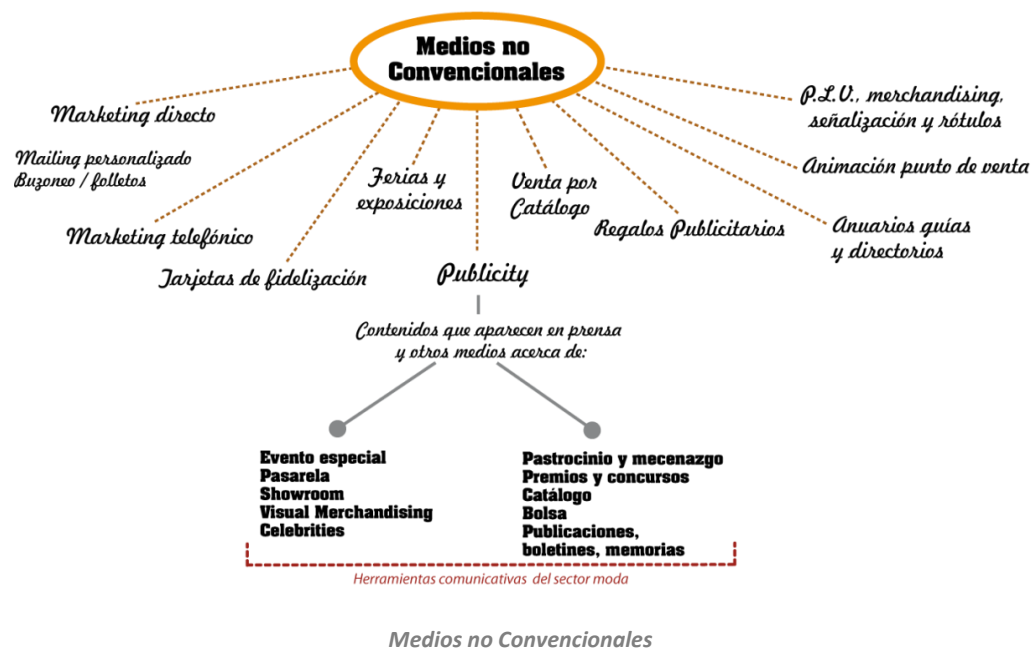 Medios no
Convencionales
Marketing directo
Mailing personalizado
Buzoneo / folletos
Marketing telefónico
Tarjetas de fidelización
Ferias y
exposiciones
Publicity
Venta por
Catálogo
Regalos Publicitarios
P.L.V., merchandising,
señalización y rótulos
Animación punto de venta
Anuarios guías
y directorios
Contenidos que aparecen en prensa
y otros medios acerca de:
Evento especial
Pasarela
Showroom
Visual Merchandising
Celebrities
Pastrocinio y mecenazgo
Premios y concursos
Catálogo
Bolsa
Publicaciones,
boletines, memorias
Herramientas comunicativas del sector moda
Medios no Convencionales